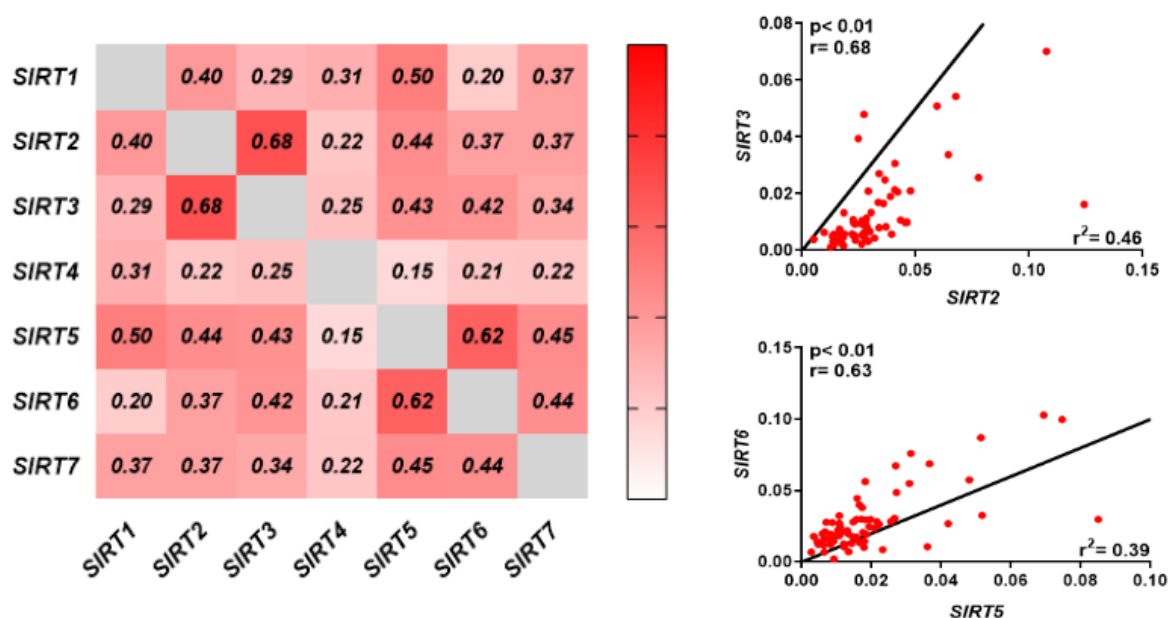 SIRT1 0.40 0.29 0.31 0.50 0.20 0.37
SIRT2 0.40 0.68 0.22 0.44 0.37 0.37
SIRT3 0.29 0.68 0.25 0.43 0.42 0.34
SIRT4 0.31 0.22 0.25 0.15 0.21 0.22
SIRT5 0.50 0.44 0.43 0.15 0.62 0.45
SIRT6 0.20 0.37 0.42 0.21 0.62 0.44
SIRT7 0.37 0.37 0.34 0.22 0.45 0.44
SIRT1 SIRT2 SIRT3 SIRT4 SIRT5 SIRT6 SIRT7
0.08
p< 0.01
r= 0.68
0.06
SIRT3
0.04
0.02
0.00
r²= 0.46
0.00 0.05 0.10 0.15
SIRT2
0.15
p< 0.01
r= 0.63
0.10
SIRT6
0.05
0.00
r²= 0.39
0.00 0.02 0.04 0.06 0.08 0.10
SIRT5